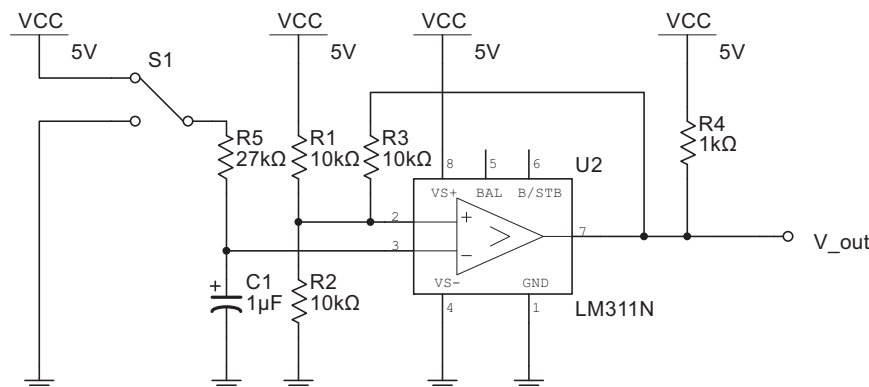 VCC
5V
VCC
5V
VCC
5V
VCC
5V
S1
R5
27kΩ
R1
10kΩ
R3
10kΩ
R4
1kΩ
8
5
6
U2
VS+
BAL
B/STB
2
+
3
−
>
7
V_out
VS-
GND
4
1
LM311N
+
C1
1µF
R2
10kΩ